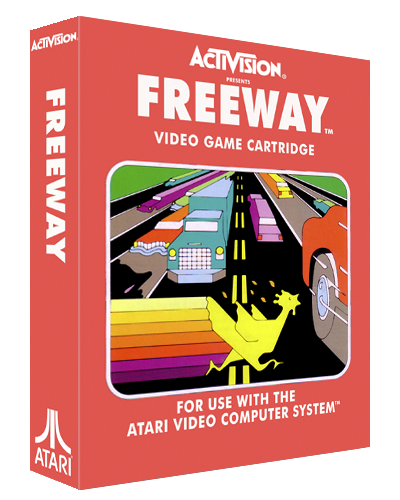 ACTIVISION®
FREEWAY
ATARI
ACTIVISION®
PRESENTS
FREEWAY™
VIDEO GAME CARTRIDGE
FOR USE WITH THE
ATARI VIDEO COMPUTER SYSTEM™